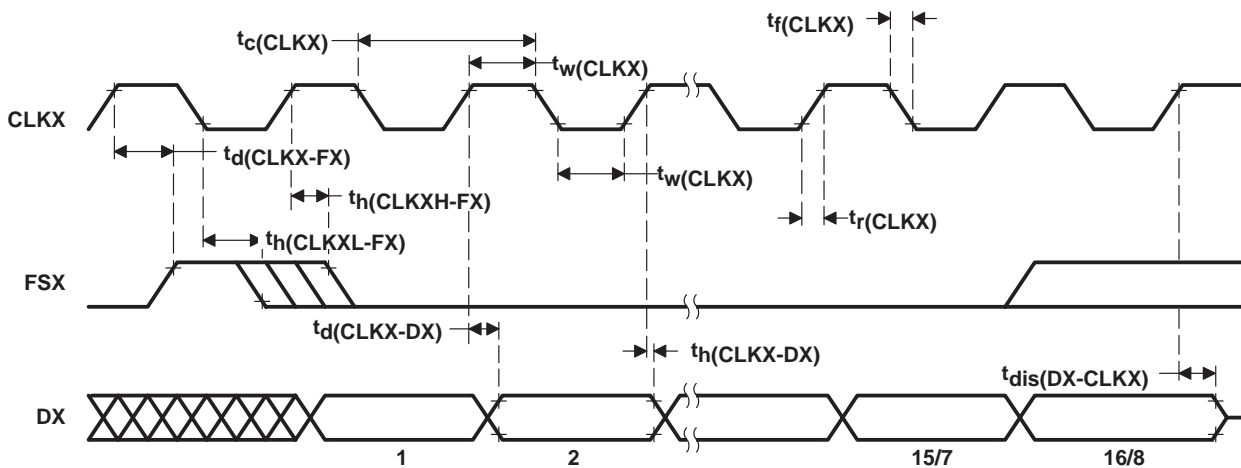 tf(CLKX)
tc(CLKX)
tw(CLKX)
CLKX
td(CLKX-FX)
tw(CLKX)
th(CLKXH-FX)
tr(CLKX)
th(CLKXL-FX)
FSX
td(CLKX-DX)
th(CLKX-DX)
tdis(DX-CLKX)
DX
1 2 15/7 16/8